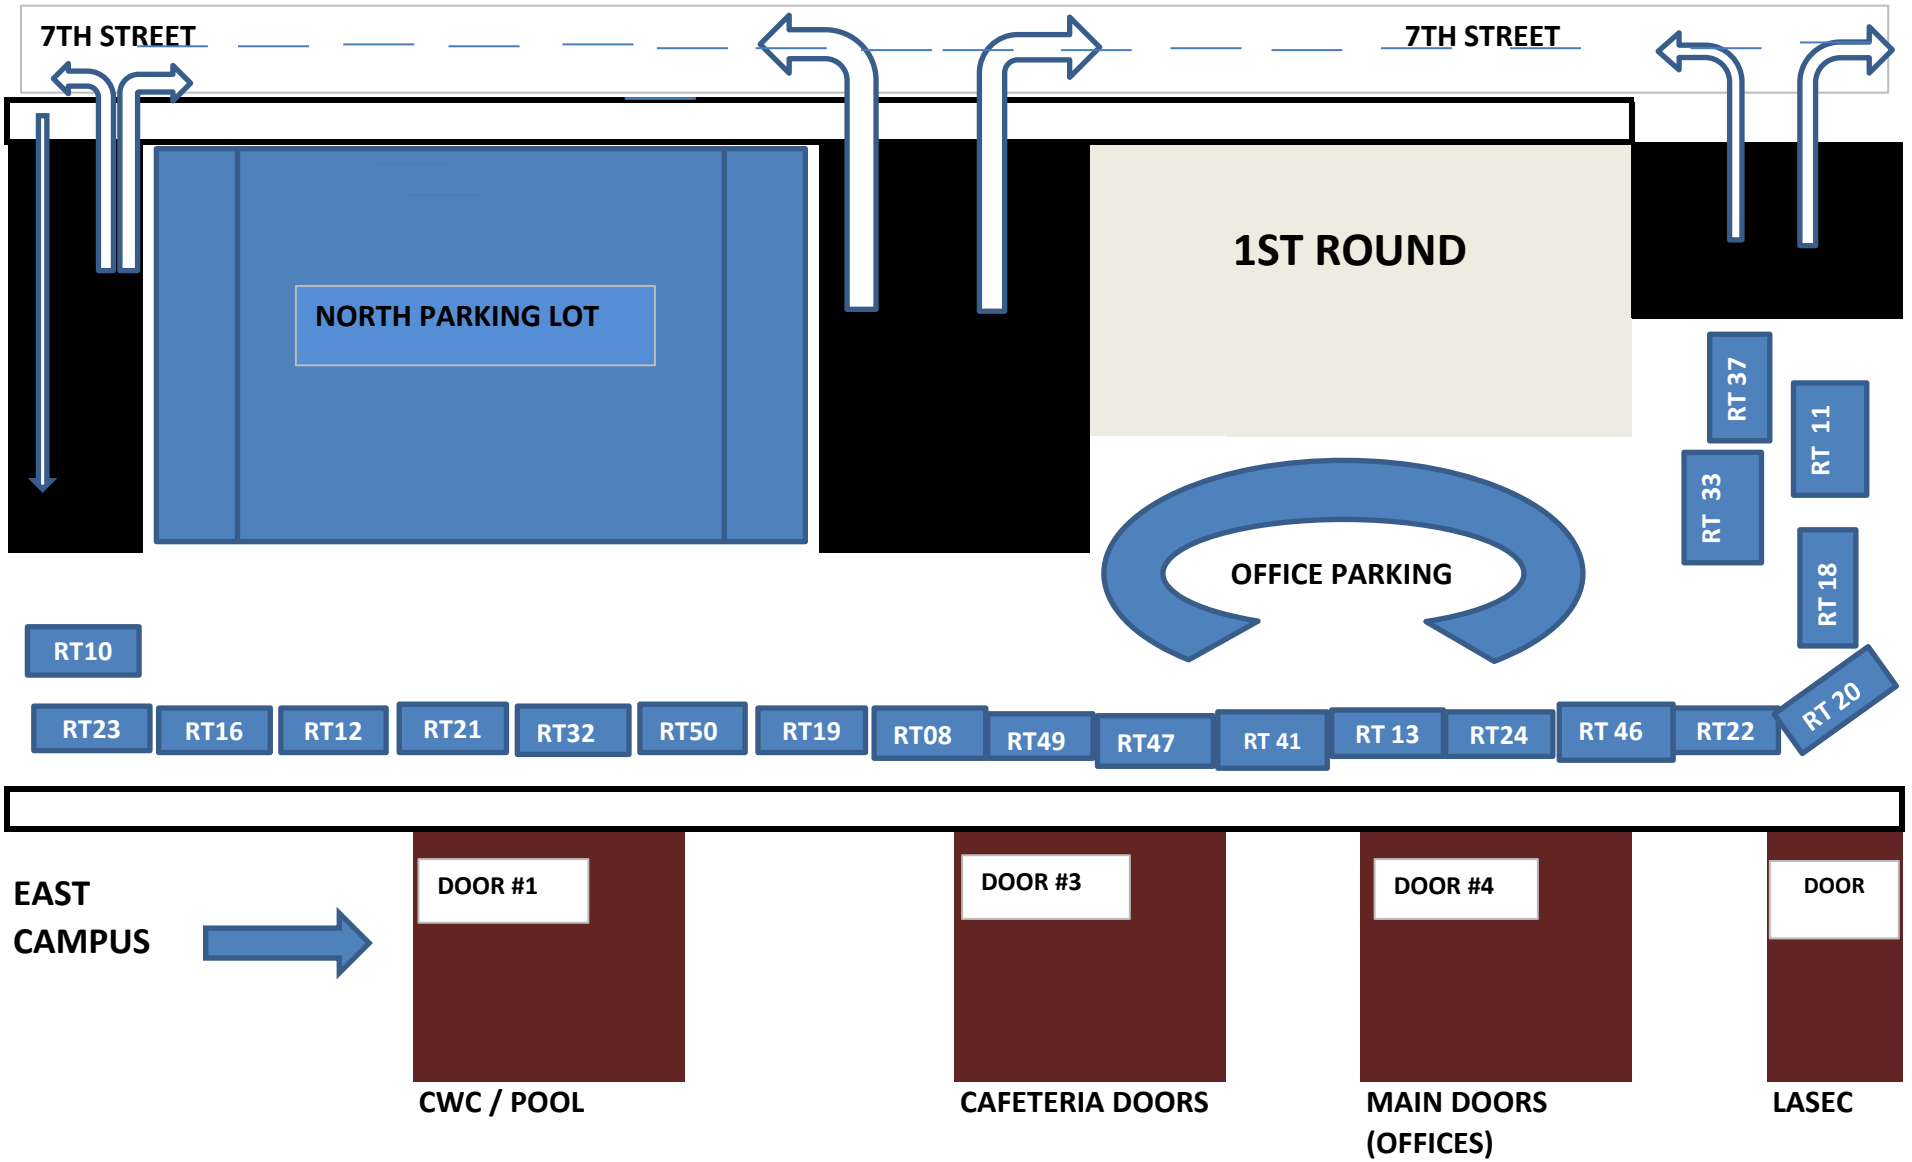 7TH STREET
7TH STREET
1ST ROUND
NORTH PARKING LOT
RT 37
RT 11
RT 33
OFFICE PARKING
RT 18
RT10
RT 20
RT23
RT16
RT12
RT21
RT32
RT50
RT19
RT08
RT49
RT47
RT 41
RT 13
RT24
RT 46
RT22
DOOR #1
DOOR #3
DOOR #4
DOOR
EAST
CAMPUS
CWC / POOL
CAFETERIA DOORS
MAIN DOORS
(OFFICES)
LASEC